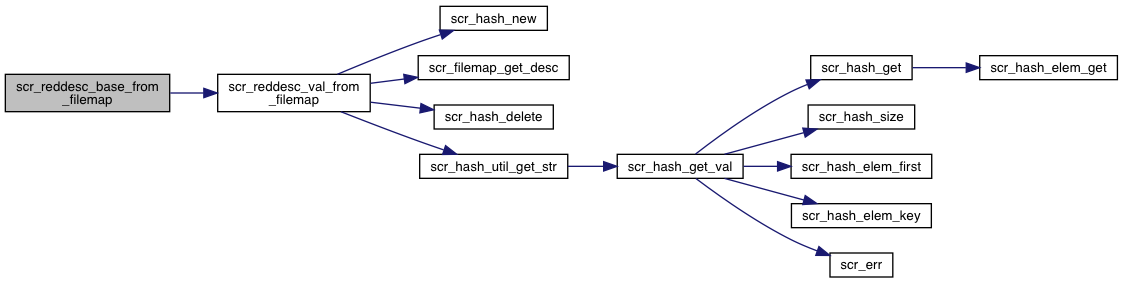 scr_reddesc_base_from
_filemap
scr_reddesc_val_from
_filemap
scr_hash_new
scr_filemap_get_desc
scr_hash_delete
scr_hash_util_get_str
scr_hash_get_val
scr_hash_get
scr_hash_elem_get
scr_hash_size
scr_hash_elem_first
scr_hash_elem_key
scr_err